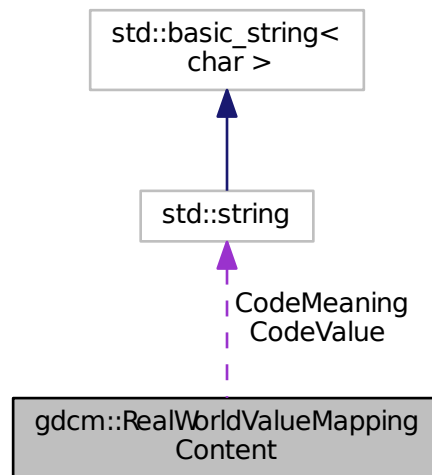 std::basic_string<
char >
std::string
CodeMeaning
CodeValue
gdcm::RealWorldValueMapping
Content